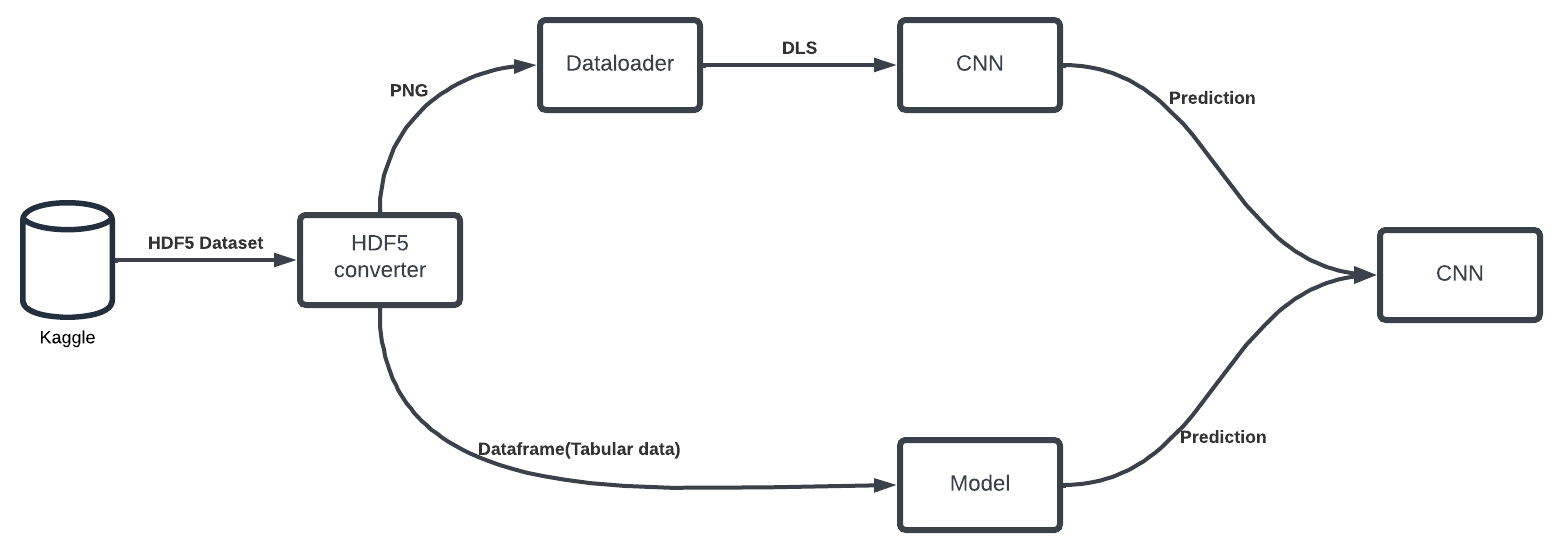 DLS
Dataloader
CNN
PNG
Prediction
HDF5 Dataset
HDF5
converter
CNN
Kaggle
Prediction
Dataframe(Tabular data)
Model